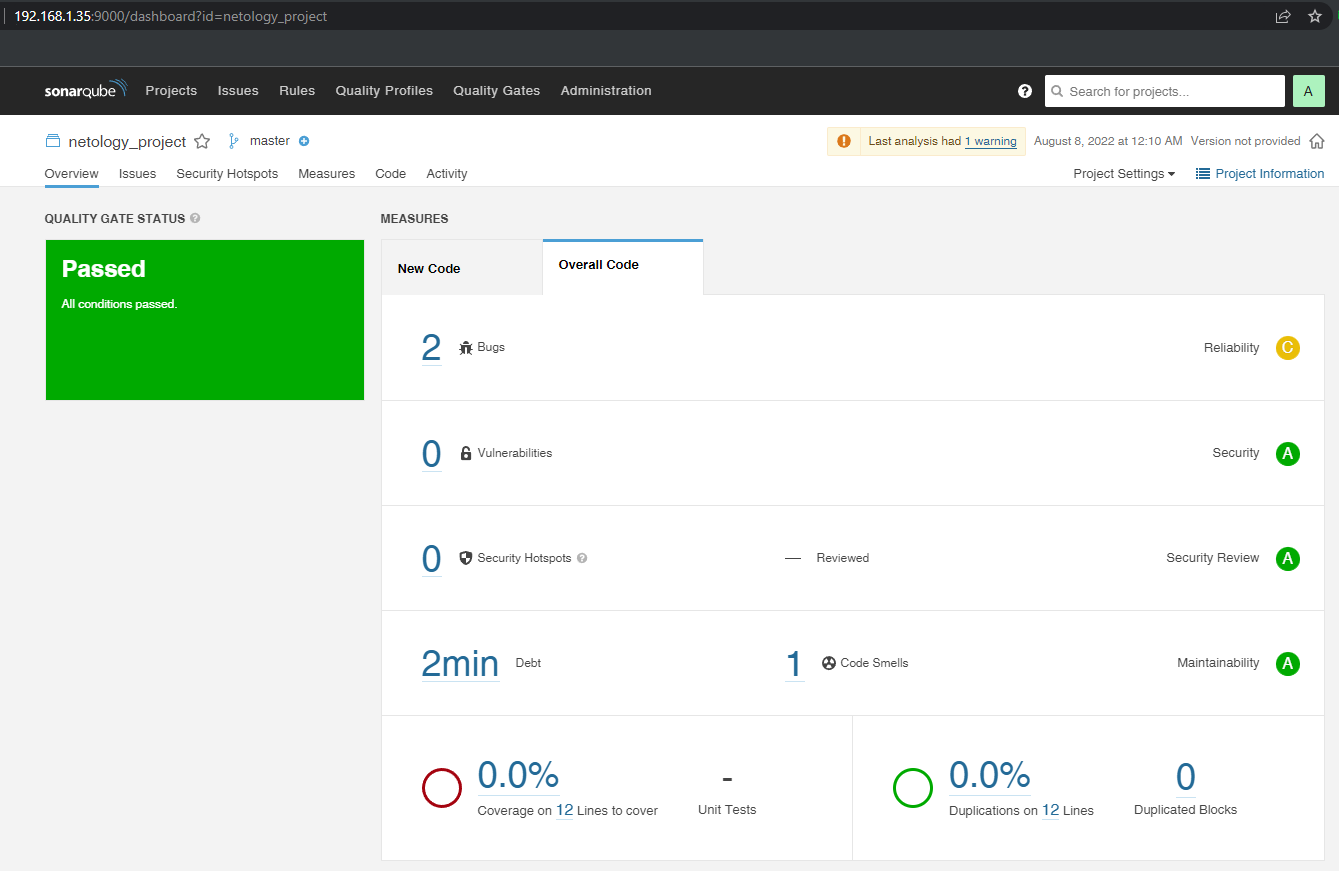 192.168.1.35:9000/dashboard?id=netology_project
sonarqube Projects Issues Rules Quality Profiles Quality Gates Administration ? Search for projects... A
netology_project master Last analysis had 1 warning August 8, 2022 at 12:10 AM Version not provided
Overview Issues Security Hotspots Measures Code Activity Project Settings Project Information
QUALITY GATE STATUS ? MEASURES
Passed
All conditions passed.
New Code Overall Code
2 Bugs Reliability C
0 Vulnerabilities Security A
0 Security Hotspots ? — Reviewed Security Review A
2min Debt 1 Code Smells Maintainability A
0.0% - 0.0% 0
Coverage on 12 Lines to cover Unit Tests Duplications on 12 Lines Duplicated Blocks